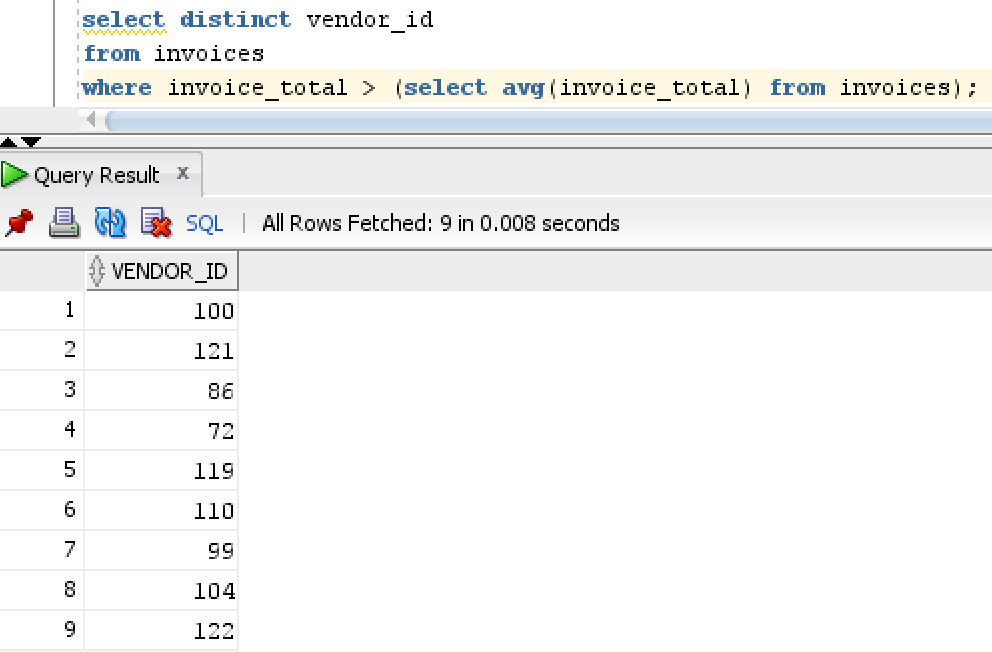 select distinct vendor_id
from invoices
where invoice_total > (select avg(invoice_total) from invoices);
Query Result x
SQL | All Rows Fetched: 9 in 0.008 seconds
VENDOR_ID
1 100
2 121
3 86
4 72
5 119
6 110
7 99
8 104
9 122